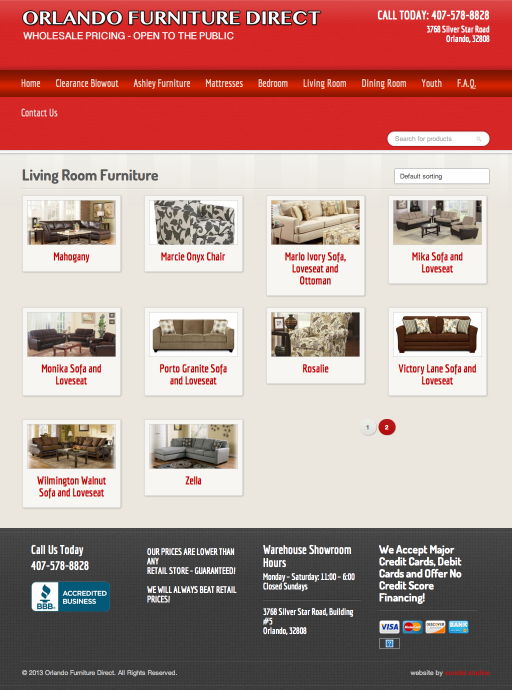 ORLANDO FURNITURE DIRECT
WHOLESALE PRICING - OPEN TO THE PUBLIC
CALL TODAY: 407-578-8828
3768 Silver Star Road
Orlando, 32808
Home Clearance Blowout Ashley Furniture Mattresses Bedroom Living Room Dining Room Youth F.A.Q.
Contact Us
Search for products
Living Room Furniture
Default sorting
Mahogany
Marcie Onyx Chair
Marlo Ivory Sofa,
Loveseat and
Ottoman
Mika Sofa and
Loveseat
Monika Sofa and
Loveseat
Porto Granite Sofa
and Loveseat
Rosalie
Victory Lane Sofa and
Loveseat
Wilmington Walnut
Sofa and Loveseat
Zella
1 2
Call Us Today
407-578-8828
BBB
ACCREDITED
BUSINESS
OUR PRICES ARE LOWER THAN
ANY
RETAIL STORE - GUARANTEED!
WE WILL ALWAYS BEAT RETAIL
PRICES!
Warehouse Showroom
Hours
Monday - Saturday: 11:00 - 6:00
Closed Sundays
3768 Silver Star Road, Building
#5
Orlando, 32808
We Accept Major
Credit Cards, Debit
Cards and Offer No
Credit Score
Financing!
VISA MasterCard DISCOVER BANK
© 2013 Orlando Furniture Direct. All Rights Reserved.
website by